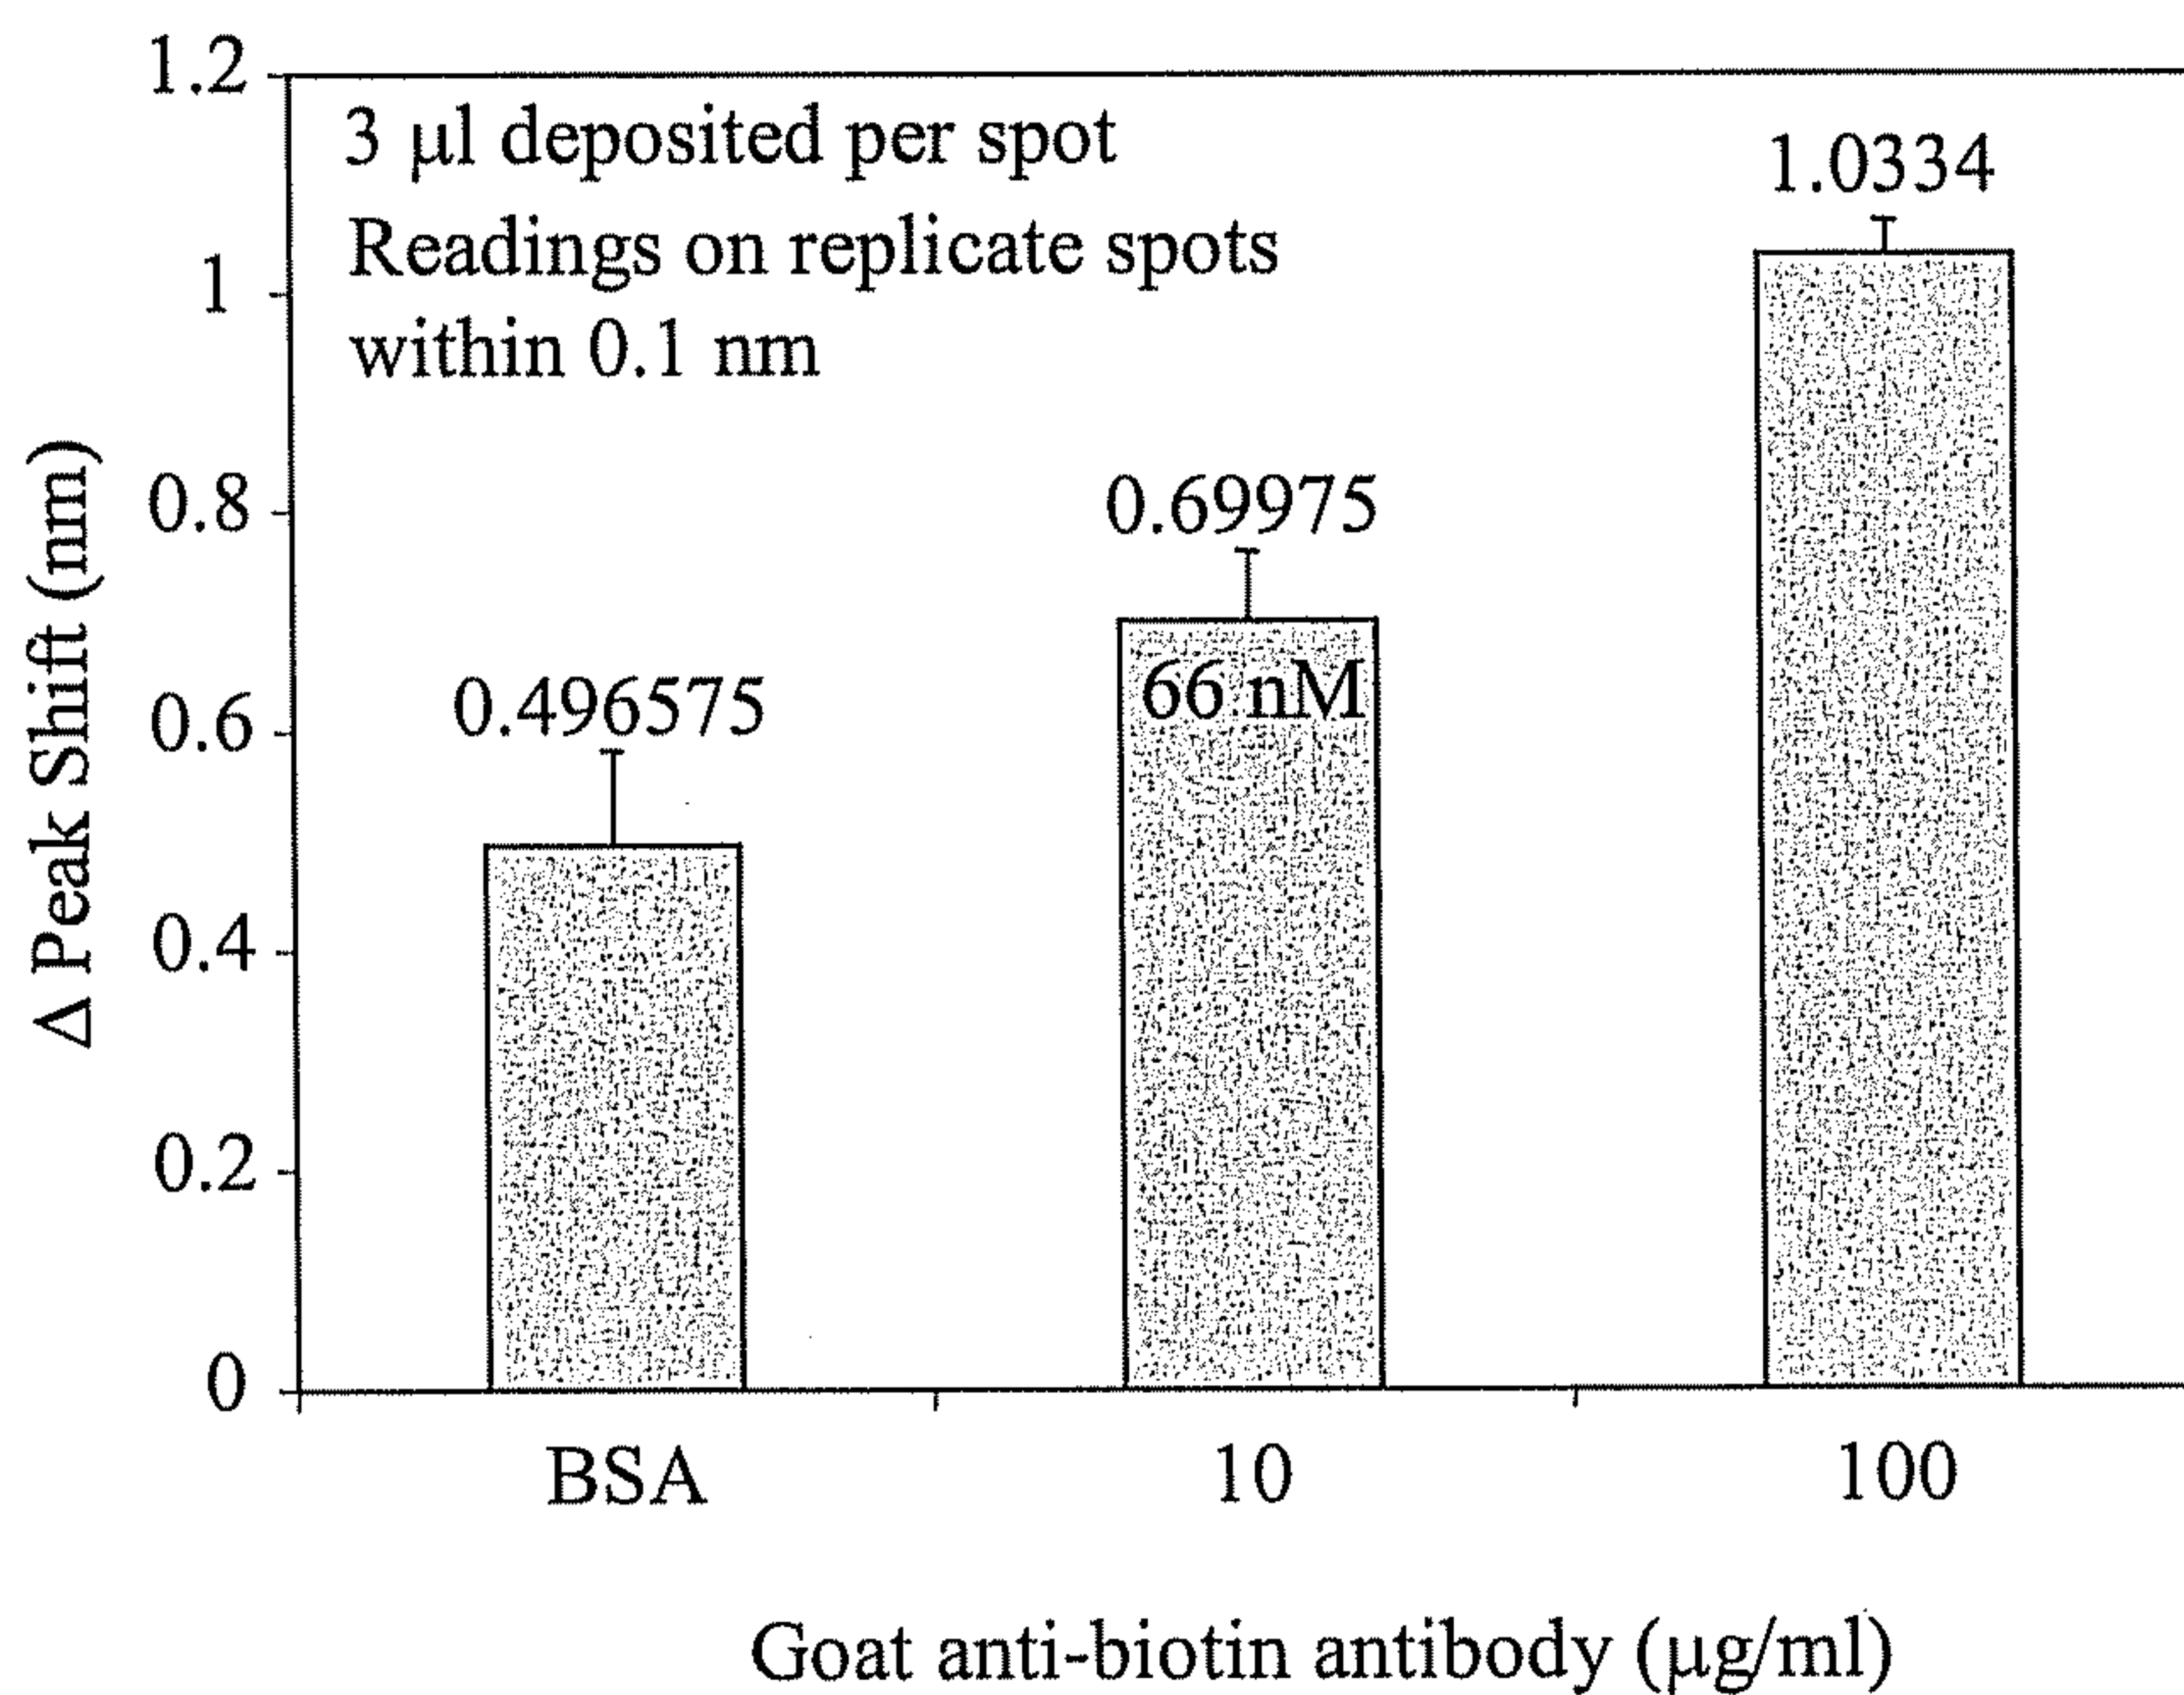 1.2
3 µl deposited per spot
1.0334
Readings on replicate spots
1
within 0.1 nm
0.8
0.69975
Δ Peak Shift (nm)
0.496575
66 nM
0.6
0.4
0.2
0
BSA 10 100
Goat anti-biotin antibody (µg/ml)